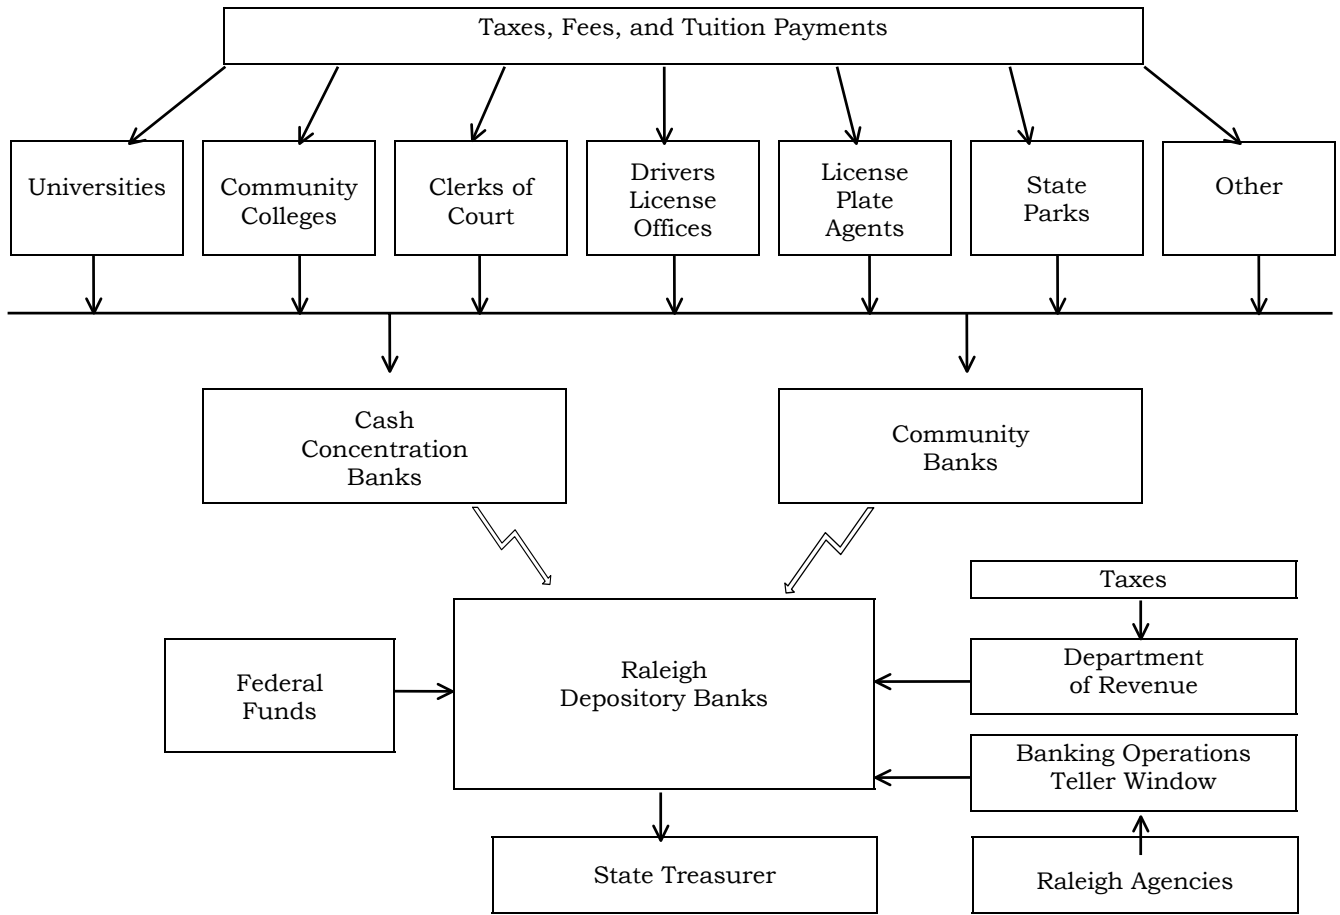 Taxes, Fees, and Tuition Payments
Universities
Community
Colleges
Clerks of
Court
Drivers
License
Offices
License
Plate
Agents
State
Parks
Other
Cash
Concentration
Banks
Community
Banks
Taxes
Federal
Funds
Raleigh
Depository Banks
Department
of Revenue
Banking Operations
Teller Window
State Treasurer
Raleigh Agencies